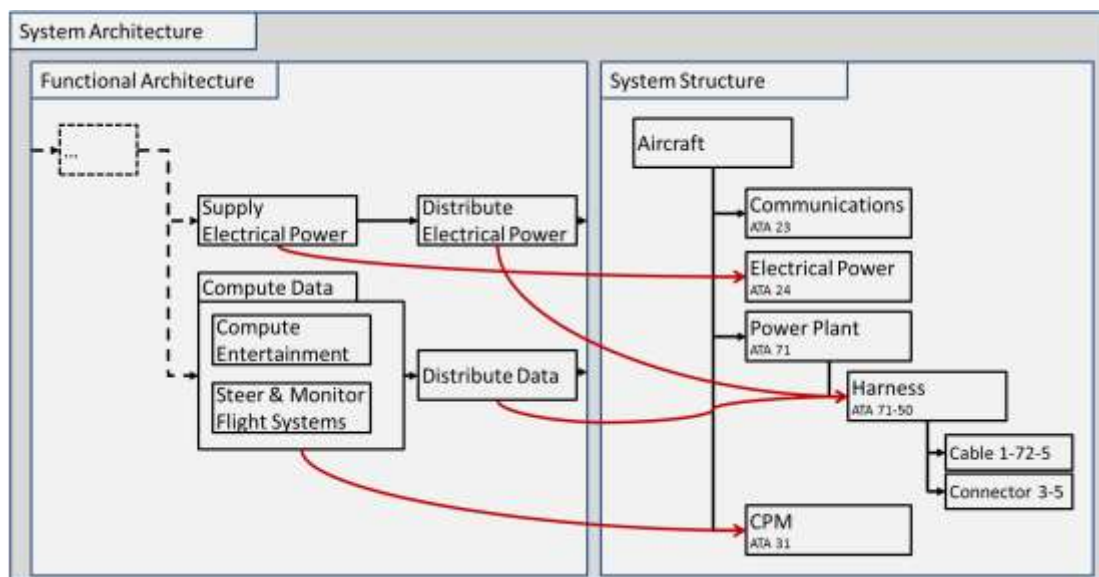 System Architecture
Functional Architecture
...
Supply
Electrical Power
Distribute
Electrical Power
Compute Data
Compute
Entertainment
Steer & Monitor
Flight Systems
Distribute Data
System Structure
Aircraft
Communications
ATA 23
Electrical Power
ATA 24
Power Plant
ATA 71
Harness
ATA 71-50
Cable 1-72-5
Connector 3-5
CPM
ATA 31